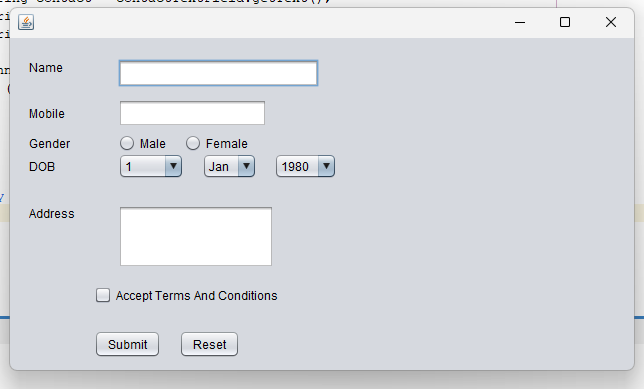 Name
Mobile
Gender Male Female
DOB 1 Jan 1980
Address
Accept Terms And Conditions
Submit Reset